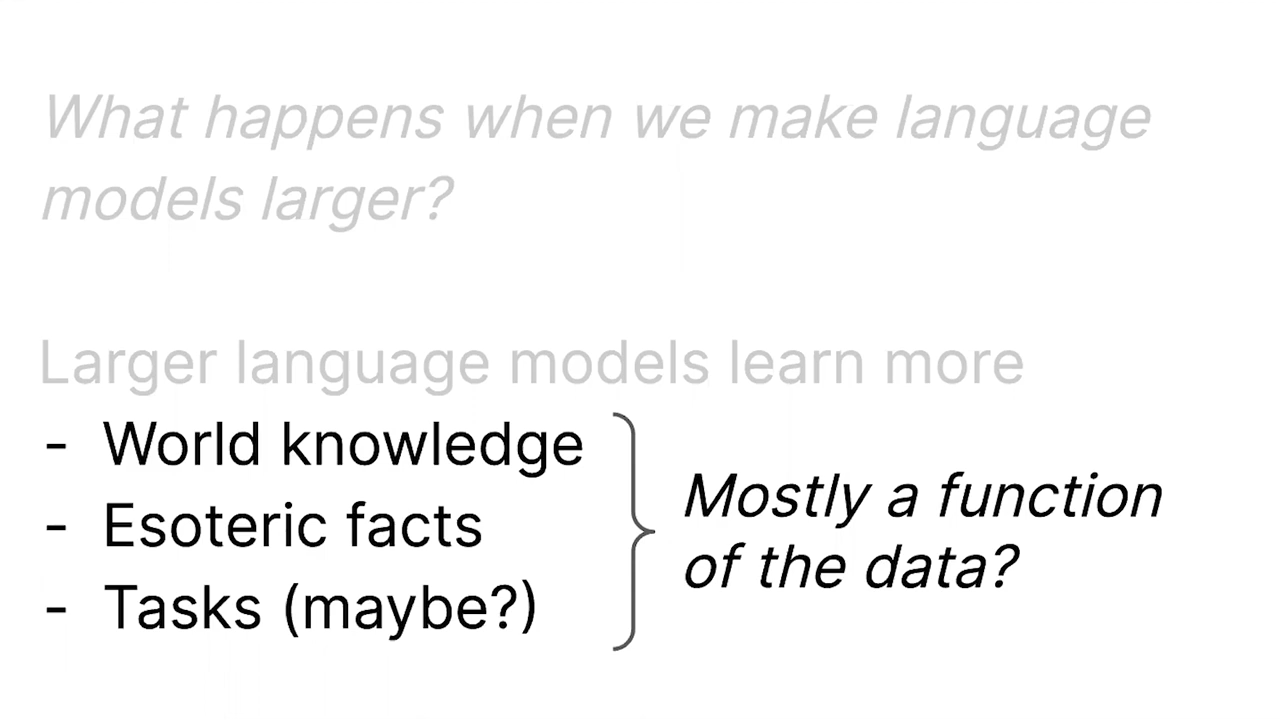 What happens when we make language
models larger?
Larger language models learn more
- World knowledge
- Esoteric facts
- Tasks (maybe?)
Mostly a function
of the data?